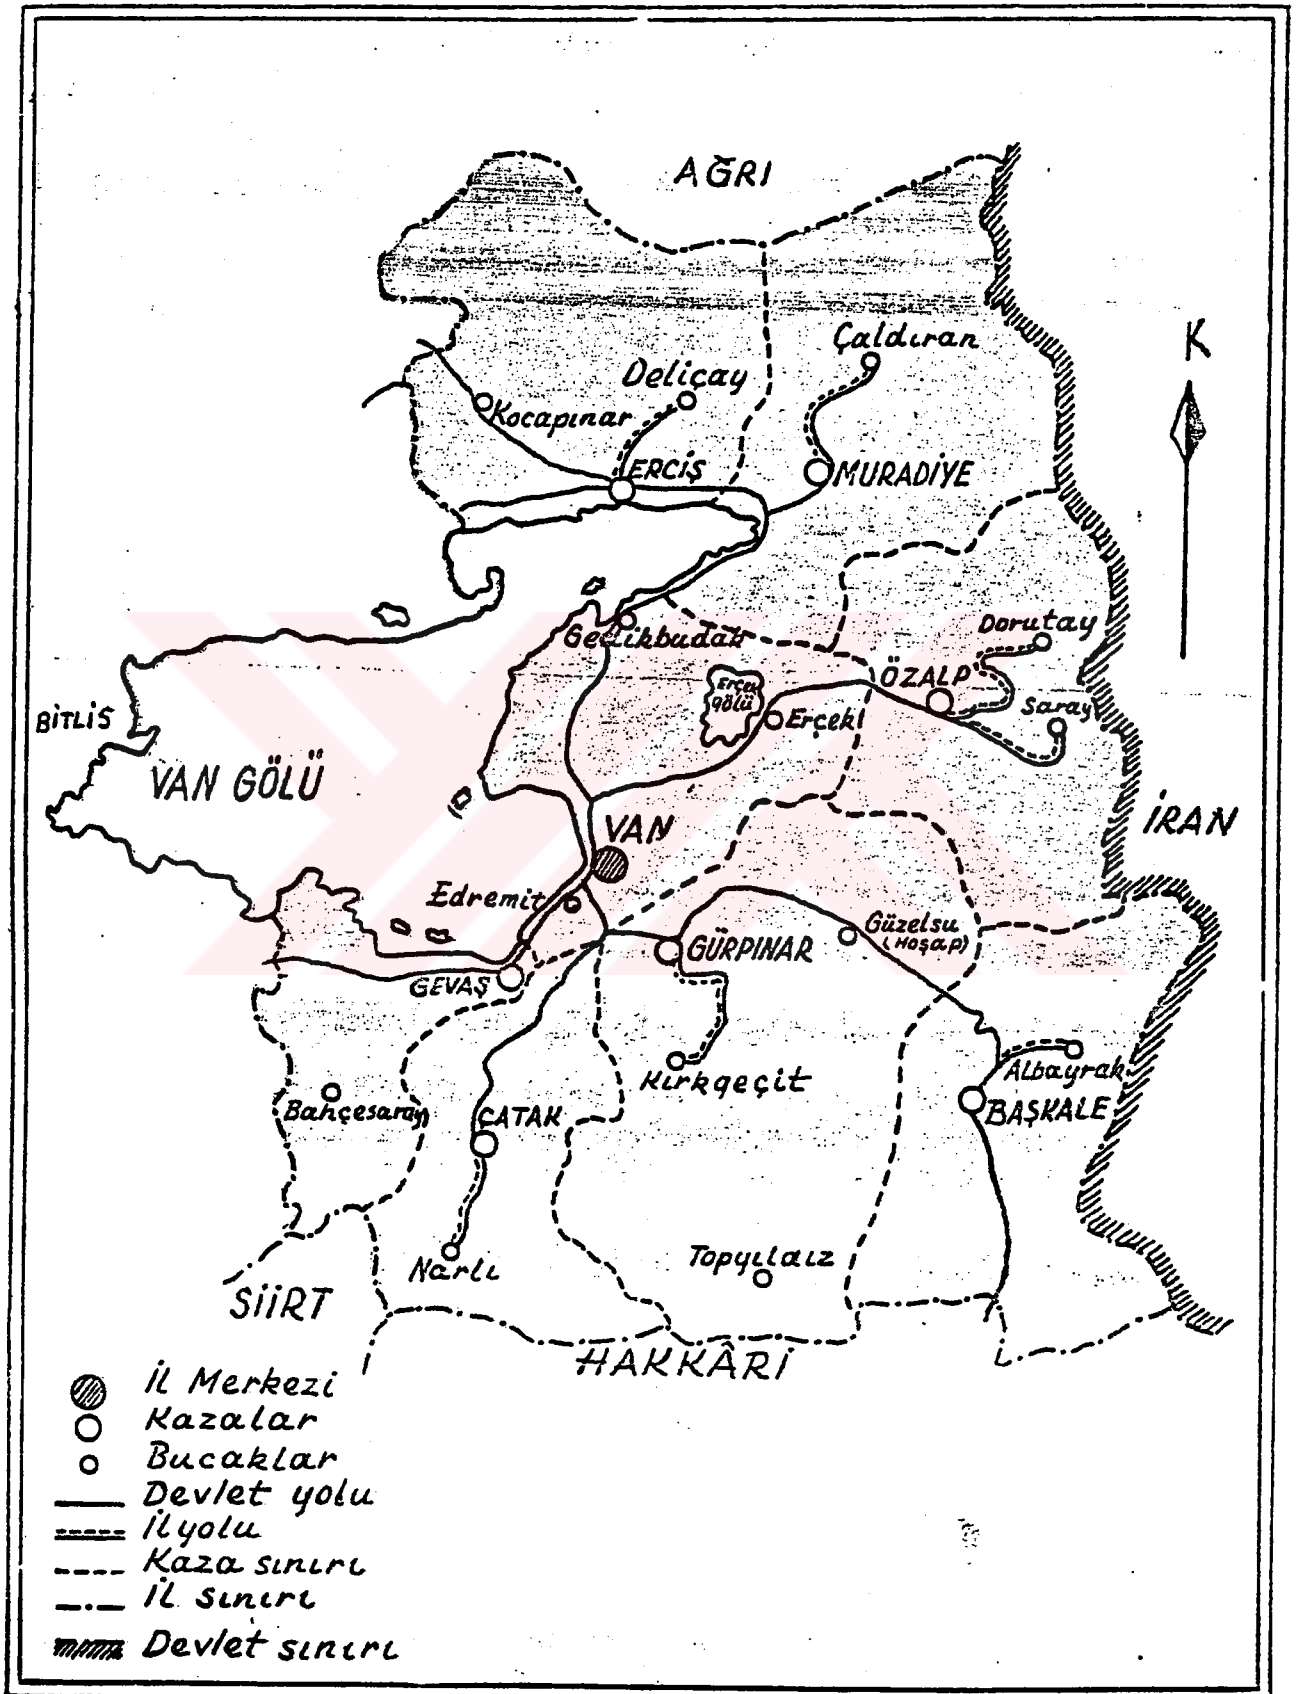 AĞRI
K
Çaldıran
Deliçay
Kocapınar
ERCİŞ
MURADİYE
Dorutay
Gedikbudak
ÖZALP
Erçek
gölü
Saray
Erçek
BİTLİS
VAN GÖLÜ
İRAN
VAN
Edremit
Güzelsu
(Hoşap)
GÜRPINAR
GEVAŞ
Albayrak
Kırkgeçit
Bahçesaray
ÇATAK
BAŞKALE
Topyıldız
Narlı
SİİRT
HAKKÂRİ
İl Merkezi
Kazalar
Bucaklar
Devlet yolu
İl yolu
Kaza sınırı
İl sınırı
Devlet sınırı